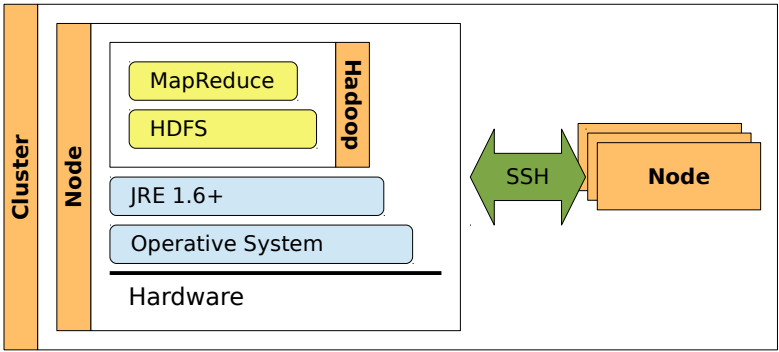 Cluster
Node
Hadoop
MapReduce
HDFS
JRE 1.6+
Operative System
Hardware
SSH
Node